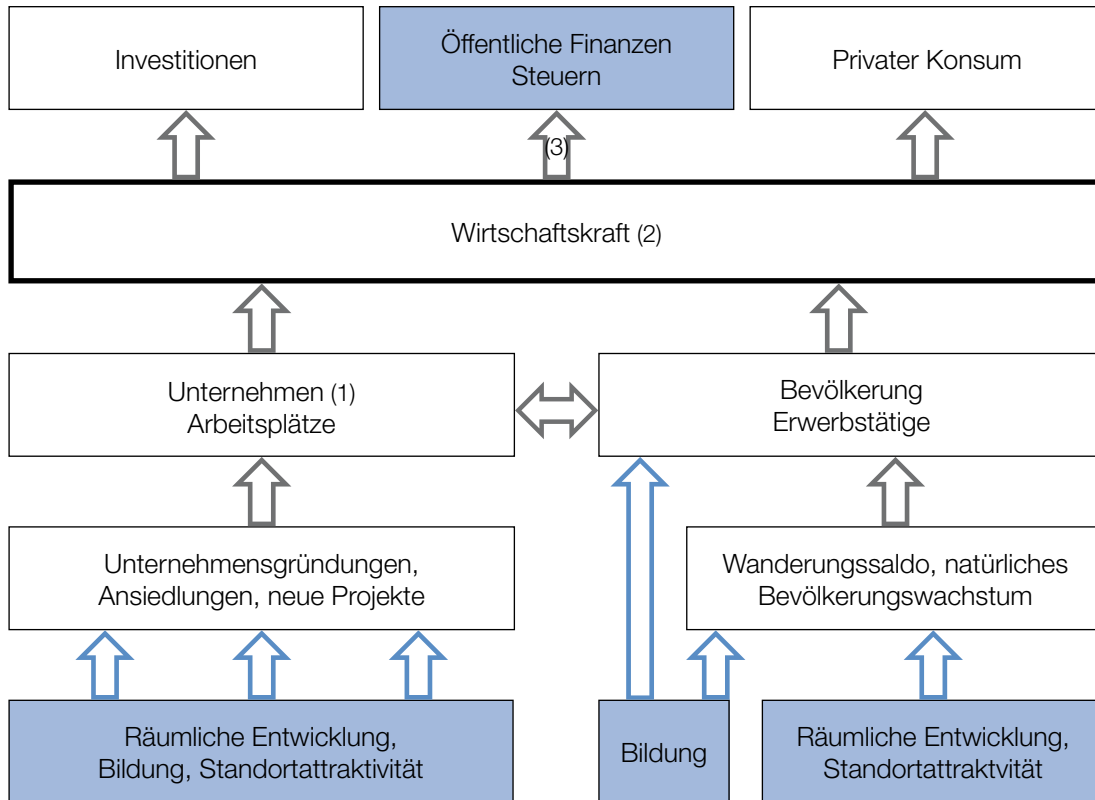 Investitionen
Öffentliche Finanzen
Steuern
Privater Konsum
(3)
Wirtschaftskraft (2)
Unternehmen (1)
Arbeitsplätze
Bevölkerung
Erwerbstätige
Unternehmensgründungen,
Ansiedlungen, neue Projekte
Wanderungssaldo, natürliches
Bevölkerungswachstum
Räumliche Entwicklung,
Bildung, Standortattraktivität
Bildung
Räumliche Entwicklung,
Standortattraktvität